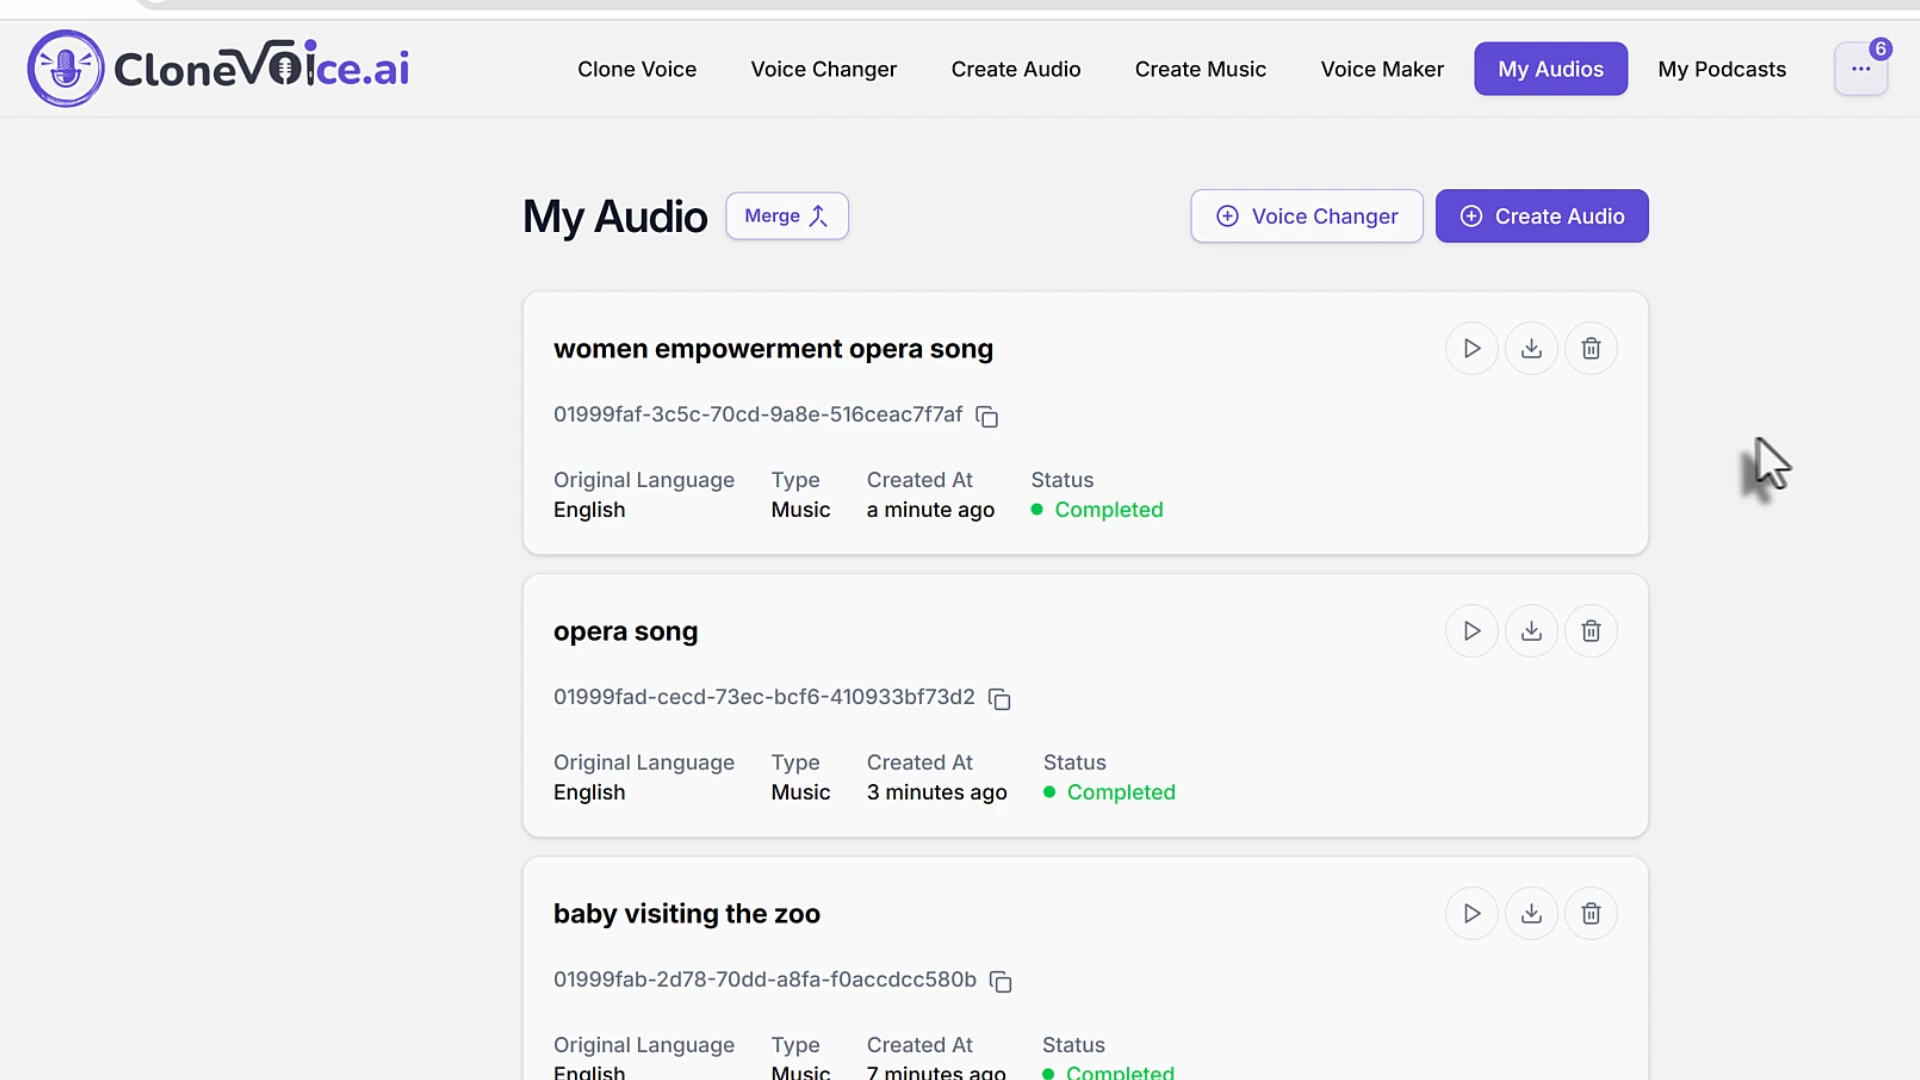 CloneVoice.ai
Clone Voice
Voice Changer
Create Audio
Create Music
Voice Maker
My Audios
My Podcasts
6
My Audio
Merge
Voice Changer
Create Audio
women empowerment opera song
01999faf-3c5c-70cd-9a8e-516ceac7f7af
Original Language Type Created At Status
English Music a minute ago Completed
opera song
01999fad-cecd-73ec-bcf6-410933bf73d2
Original Language Type Created At Status
English Music 3 minutes ago Completed
baby visiting the zoo
01999fab-2d78-70dd-a8fa-f0accdcc580b
Original Language Type Created At Status
English Music 7 minutes ago Completed